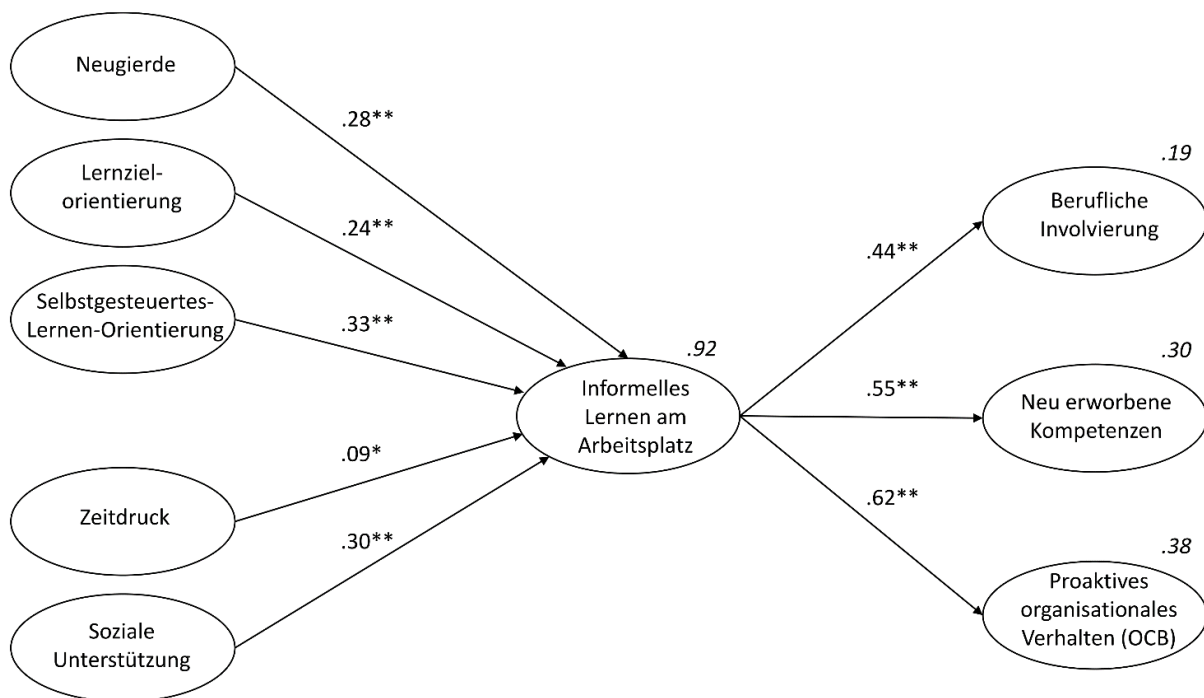 Neugierde
.28**
Lernziel-
orientierung
.24**
Selbstgesteuertes-
Lernen-Orientierung
.33**
Zeitdruck
.09*
Soziale
Unterstützung
.30**
.92
Informelles
Lernen am
Arbeitsplatz
.44**
.19
Berufliche
Involvierung
.55**
.30
Neu erworbene
Kompetenzen
.62**
.38
Proaktives
organisationales
Verhalten (OCB)